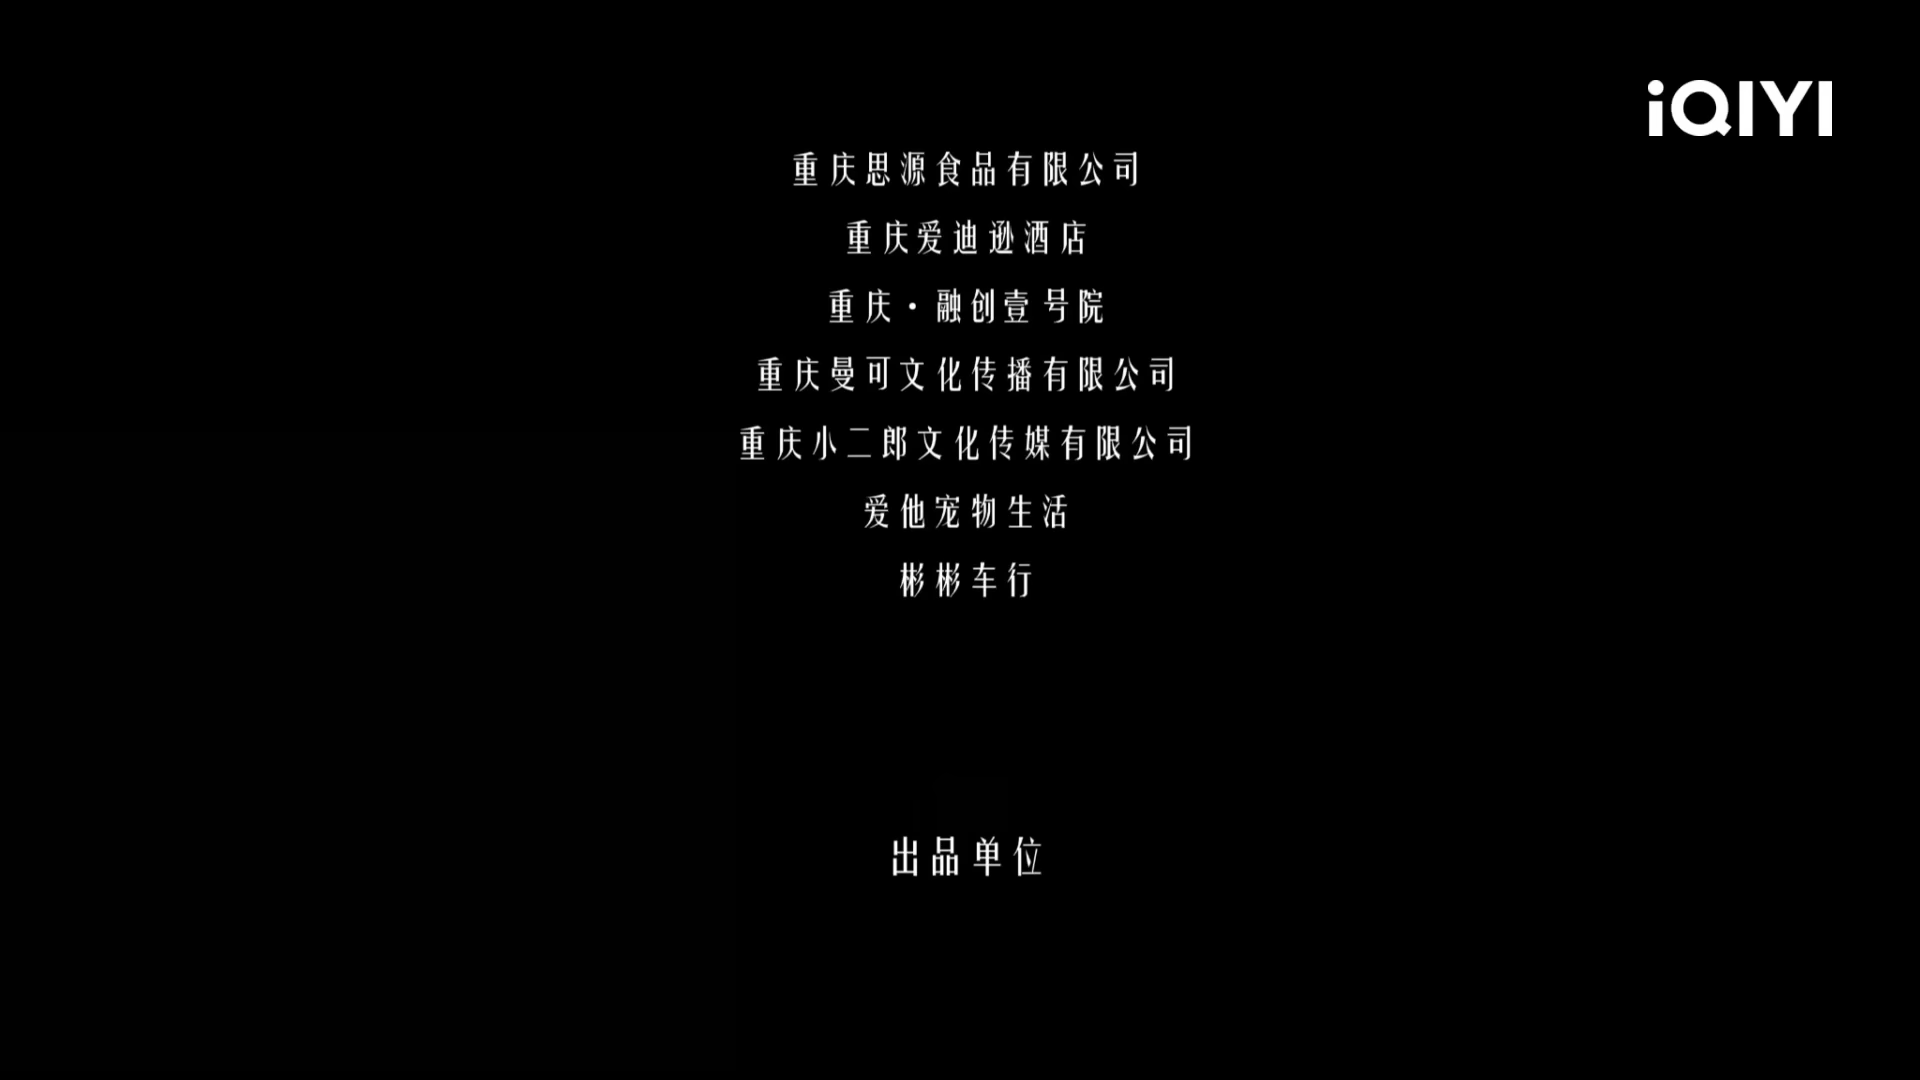 iQIYI
重庆思源食品有限公司
重庆爱迪逊酒店
重庆·融创壹号院
重庆曼可文化传播有限公司
重庆小二郎文化传媒有限公司
爱他宠物生活
彬彬车行
出品单位